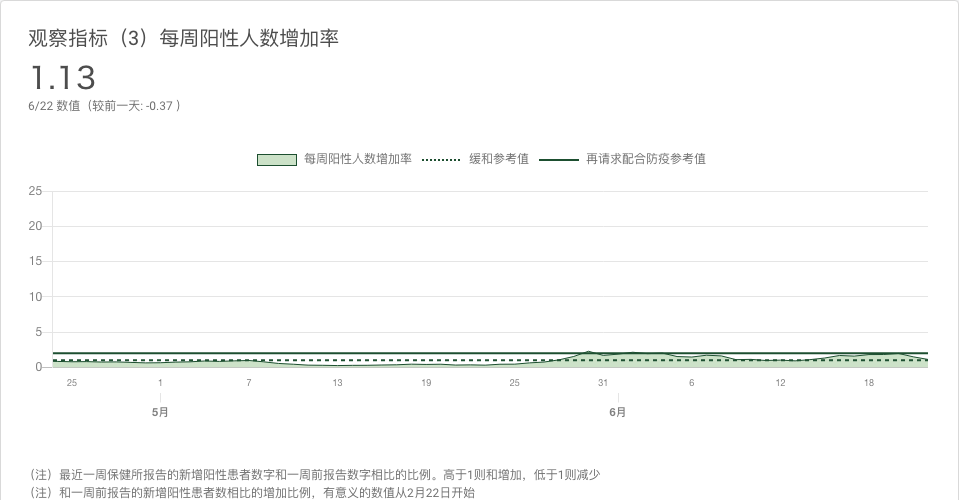 观察指标（3）每周阳性人数增加率
1.13
6/22 数值（较前一天: -0.37 ）
每周阳性人数增加率 缓和参考值 再请求配合防疫参考值
25
20
15
10
5
0
25 1 7 13 19 25 31 6 12 18
5月 6月
（注）最近一周保健所报告的新增阳性患者数字和一周前报告数字相比的比例。高于1则和增加，低于1则减少
（注）和一周前报告的新增阳性患者数相比的增加比例，有意义的数值从2月22日开始